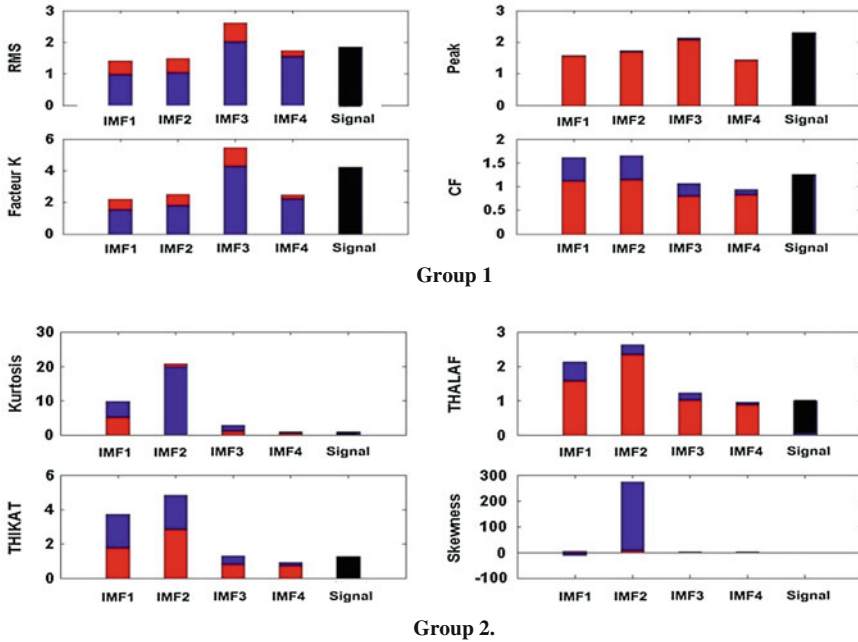 3
2
1
0
RMS
IMF1 IMF2 IMF3 IMF4 Signal
3
2
1
0
Peak
IMF1 IMF2 IMF3 IMF4 Signal
6
4
2
0
Facteur K
IMF1 IMF2 IMF3 IMF4 Signal
2
1.5
1
0.5
0
CF
IMF1 IMF2 IMF3 IMF4 Signal
Group 1
30
20
10
0
Kurtosis
IMF1 IMF2 IMF3 IMF4 Signal
3
2
1
0
THALAF
IMF1 IMF2 IMF3 IMF4 Signal
6
4
2
0
THIKAT
IMF1 IMF2 IMF3 IMF4 Signal
300
200
100
0
-100
Skewness
IMF1 IMF2 IMF3 IMF4 Signal
Group 2.